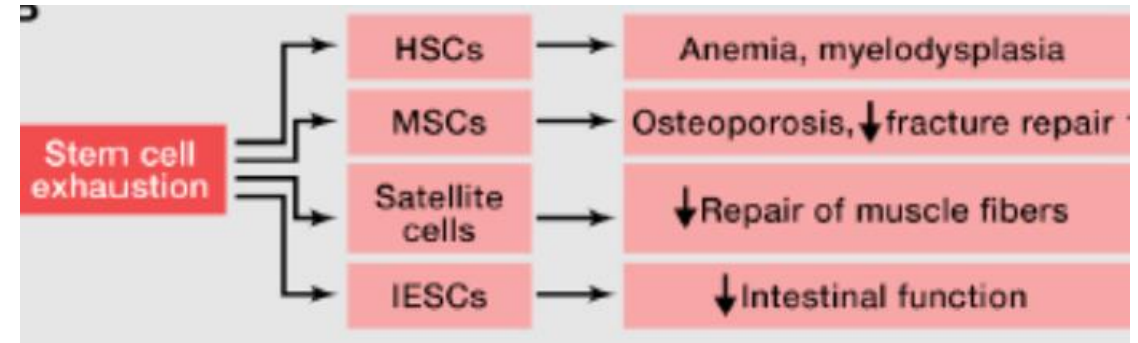 Stem cell
exhaustion
HSCs
Anemia, myelodysplasia
MSCs
Osteoporosis, ↓fracture repair
Satellite
cells
↓Repair of muscle fibers
IESCs
↓Intestinal function